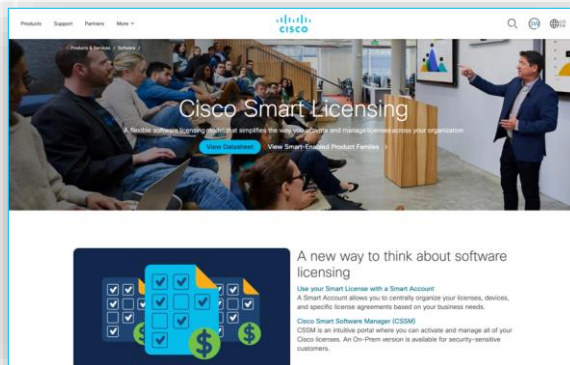 Products Support Partners More
CISCO
Products & Services / Software /
Cisco Smart Licensing
A flexible software licensing model that simplifies the way you activate and manage licenses across your organization.
View Datasheet View Smart-Enabled Product Families
A new way to think about software
licensing
Use your Smart License with a Smart Account
A Smart Account allows you to centrally organize your licenses, devices,
and specific license agreements based on your business needs.
Cisco Smart Software Manager (CSSM)
CSSM is an intuitive portal where you can activate and manage all of your
Cisco licenses. An On-Prem version is available for security-sensitive
customers.
$ $ $